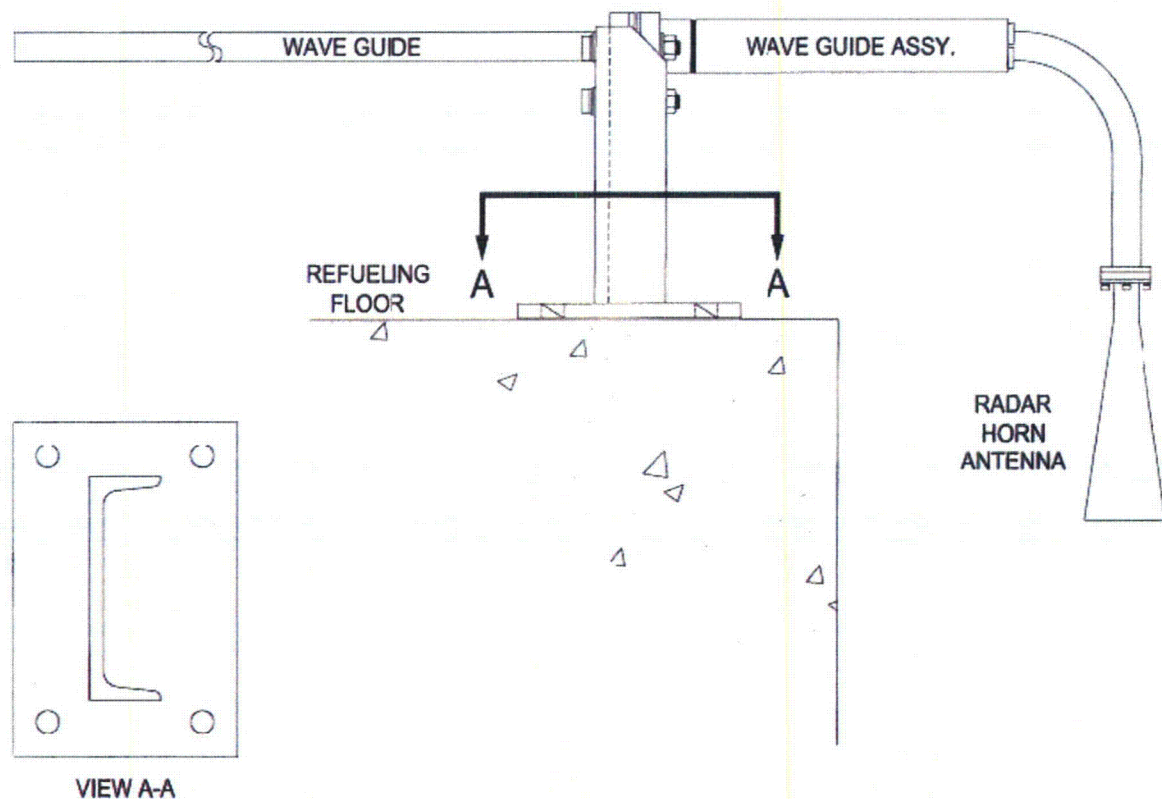 WAVE GUIDE
WAVE GUIDE ASSY.
REFUELING
FLOOR
A
A
RADAR
HORN
ANTENNA
VIEW A-A